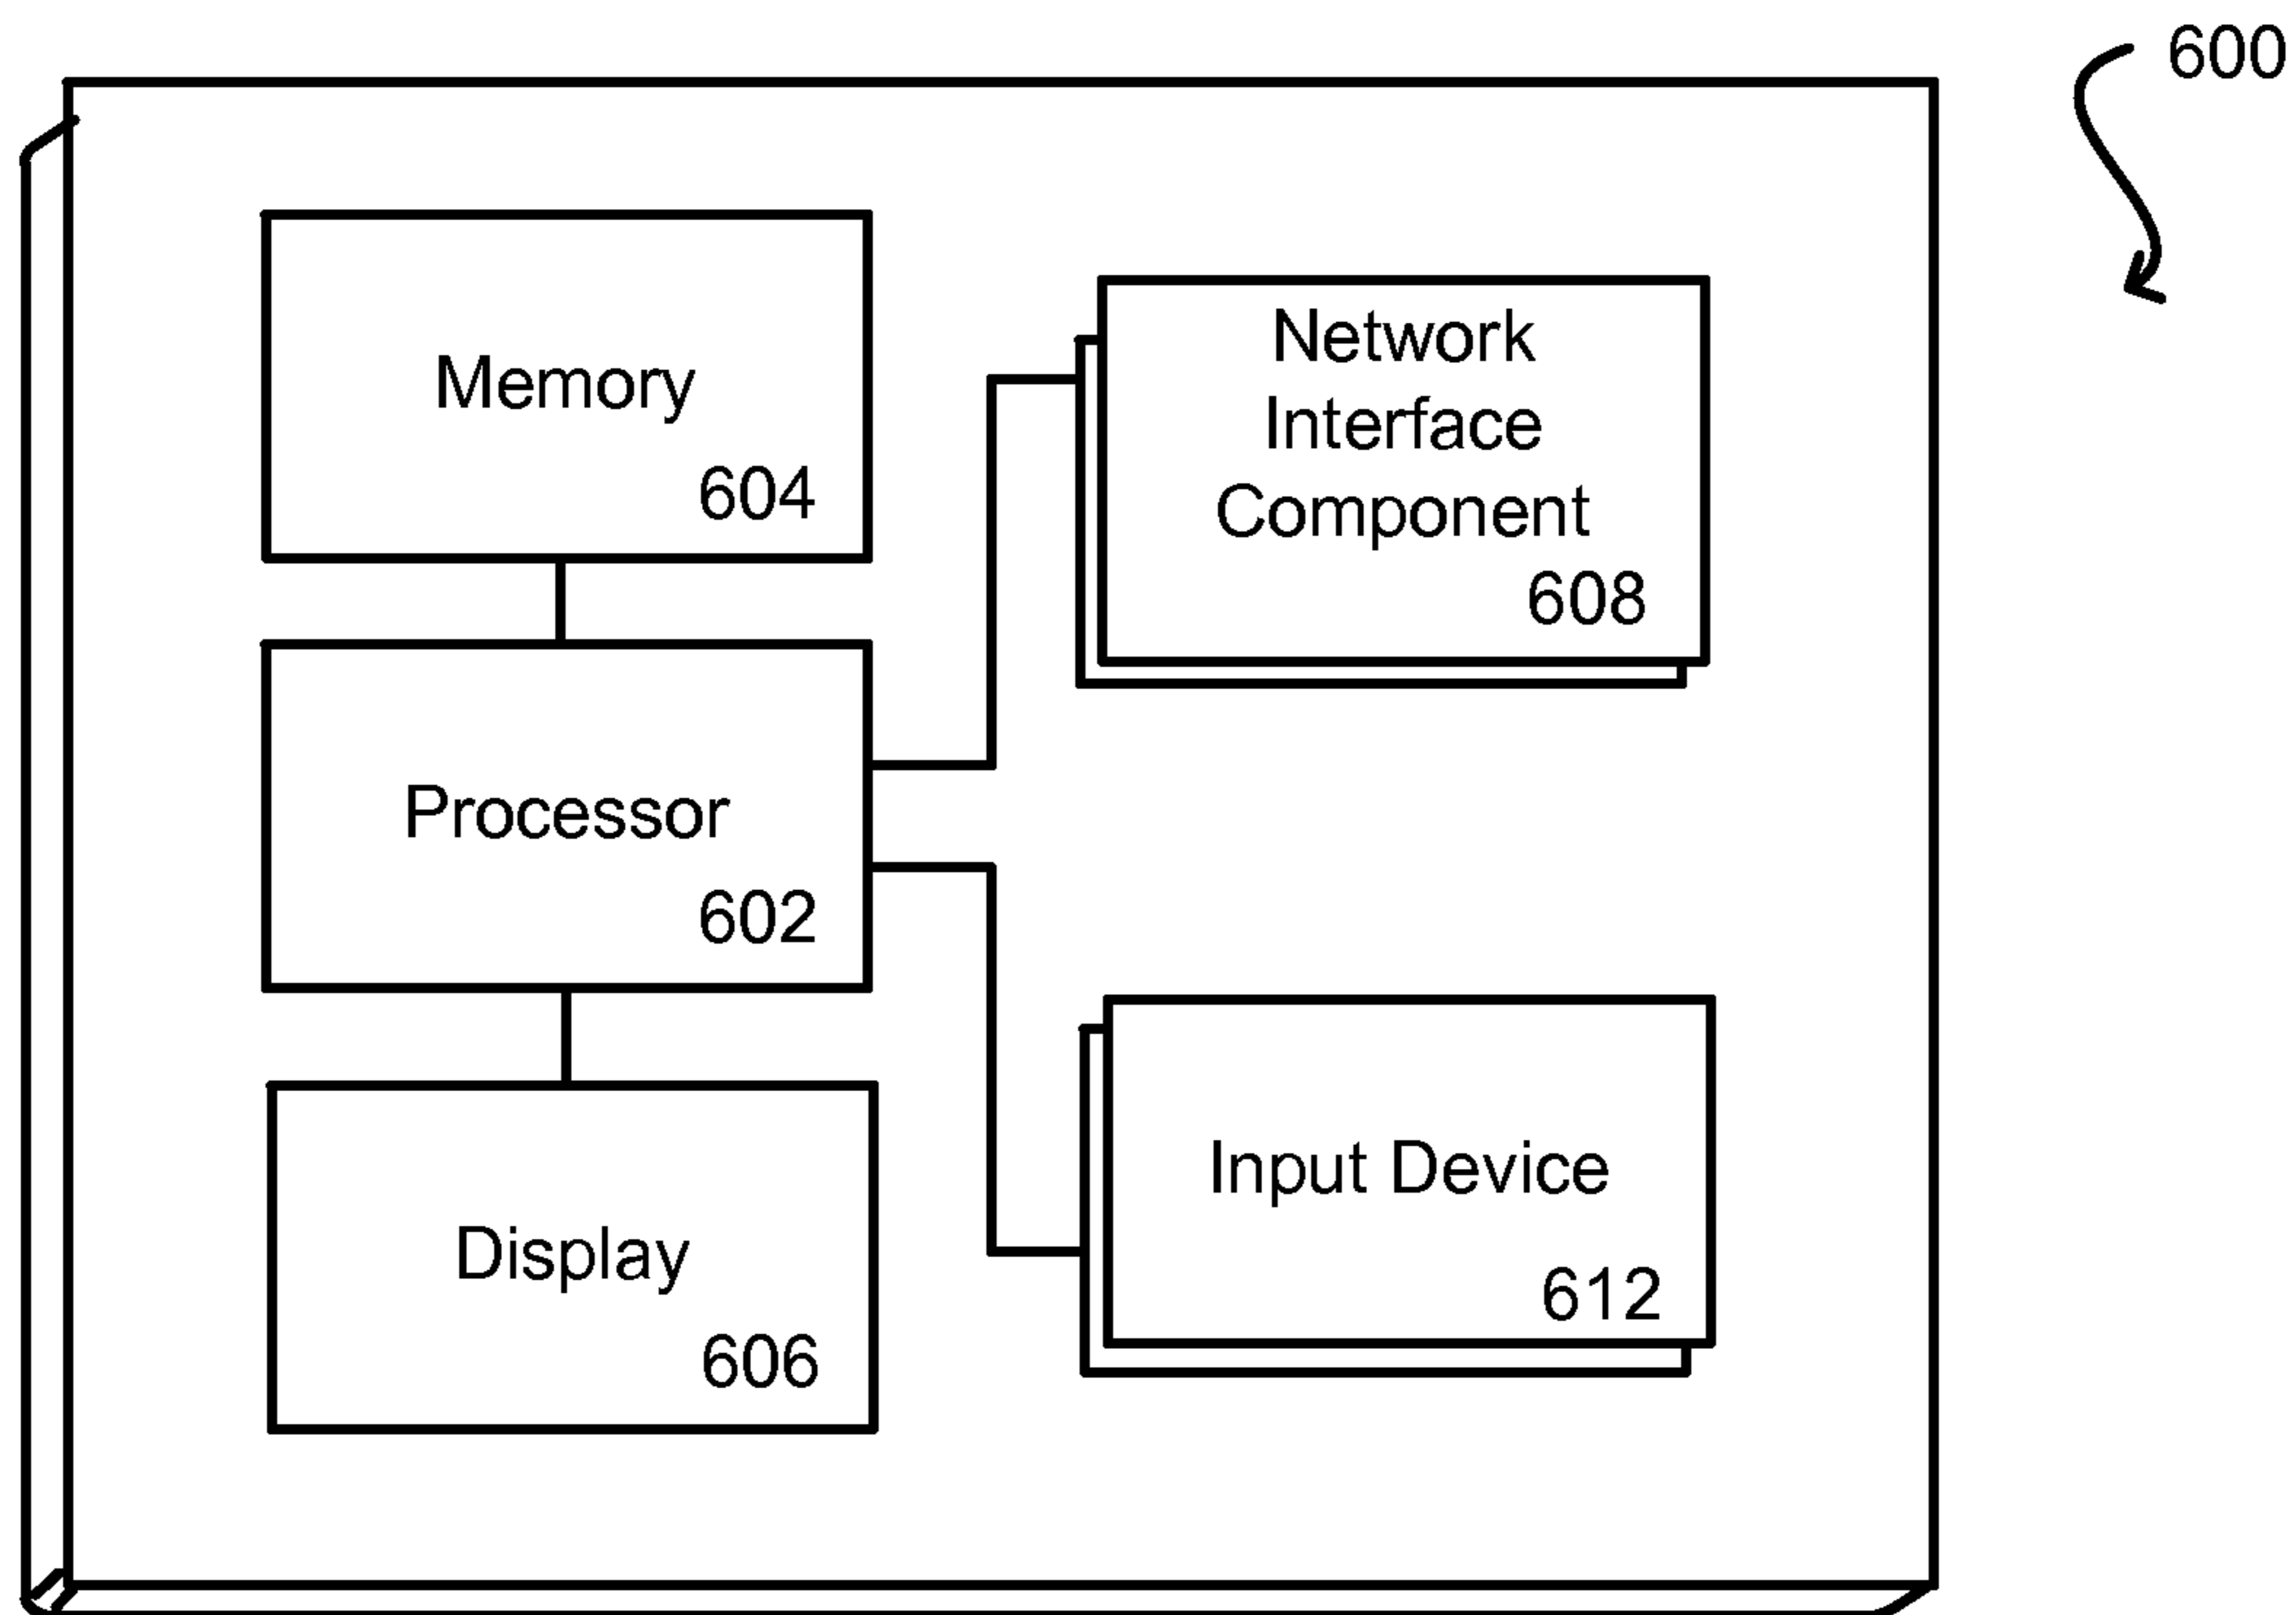 600
Memory
604
Network
Interface
Component
608
Processor
602
Input Device
612
Display
606